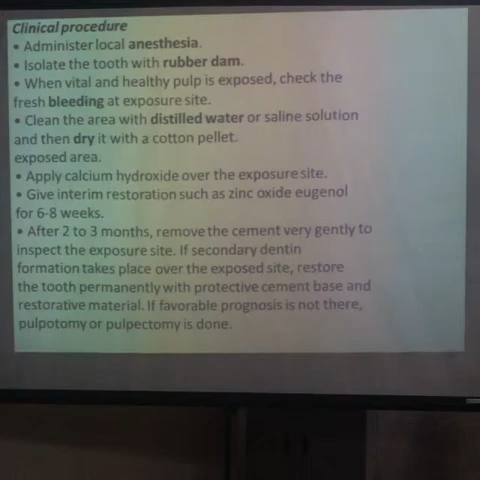 Clinical procedure
• Administer local anesthesia.
• Isolate the tooth with rubber dam.
• When vital and healthy pulp is exposed, check the
fresh bleeding at exposure site.
• Clean the area with distilled water or saline solution
and then dry it with a cotton pellet.
exposed area.
• Apply calcium hydroxide over the exposure site.
• Give interim restoration such as zinc oxide eugenol
for 6-8 weeks.
• After 2 to 3 months, remove the cement very gently to
inspect the exposure site. If secondary dentin
formation takes place over the exposed site, restore
the tooth permanently with protective cement base and
restorative material. If favorable prognosis is not there,
pulpotomy or pulpectomy is done.